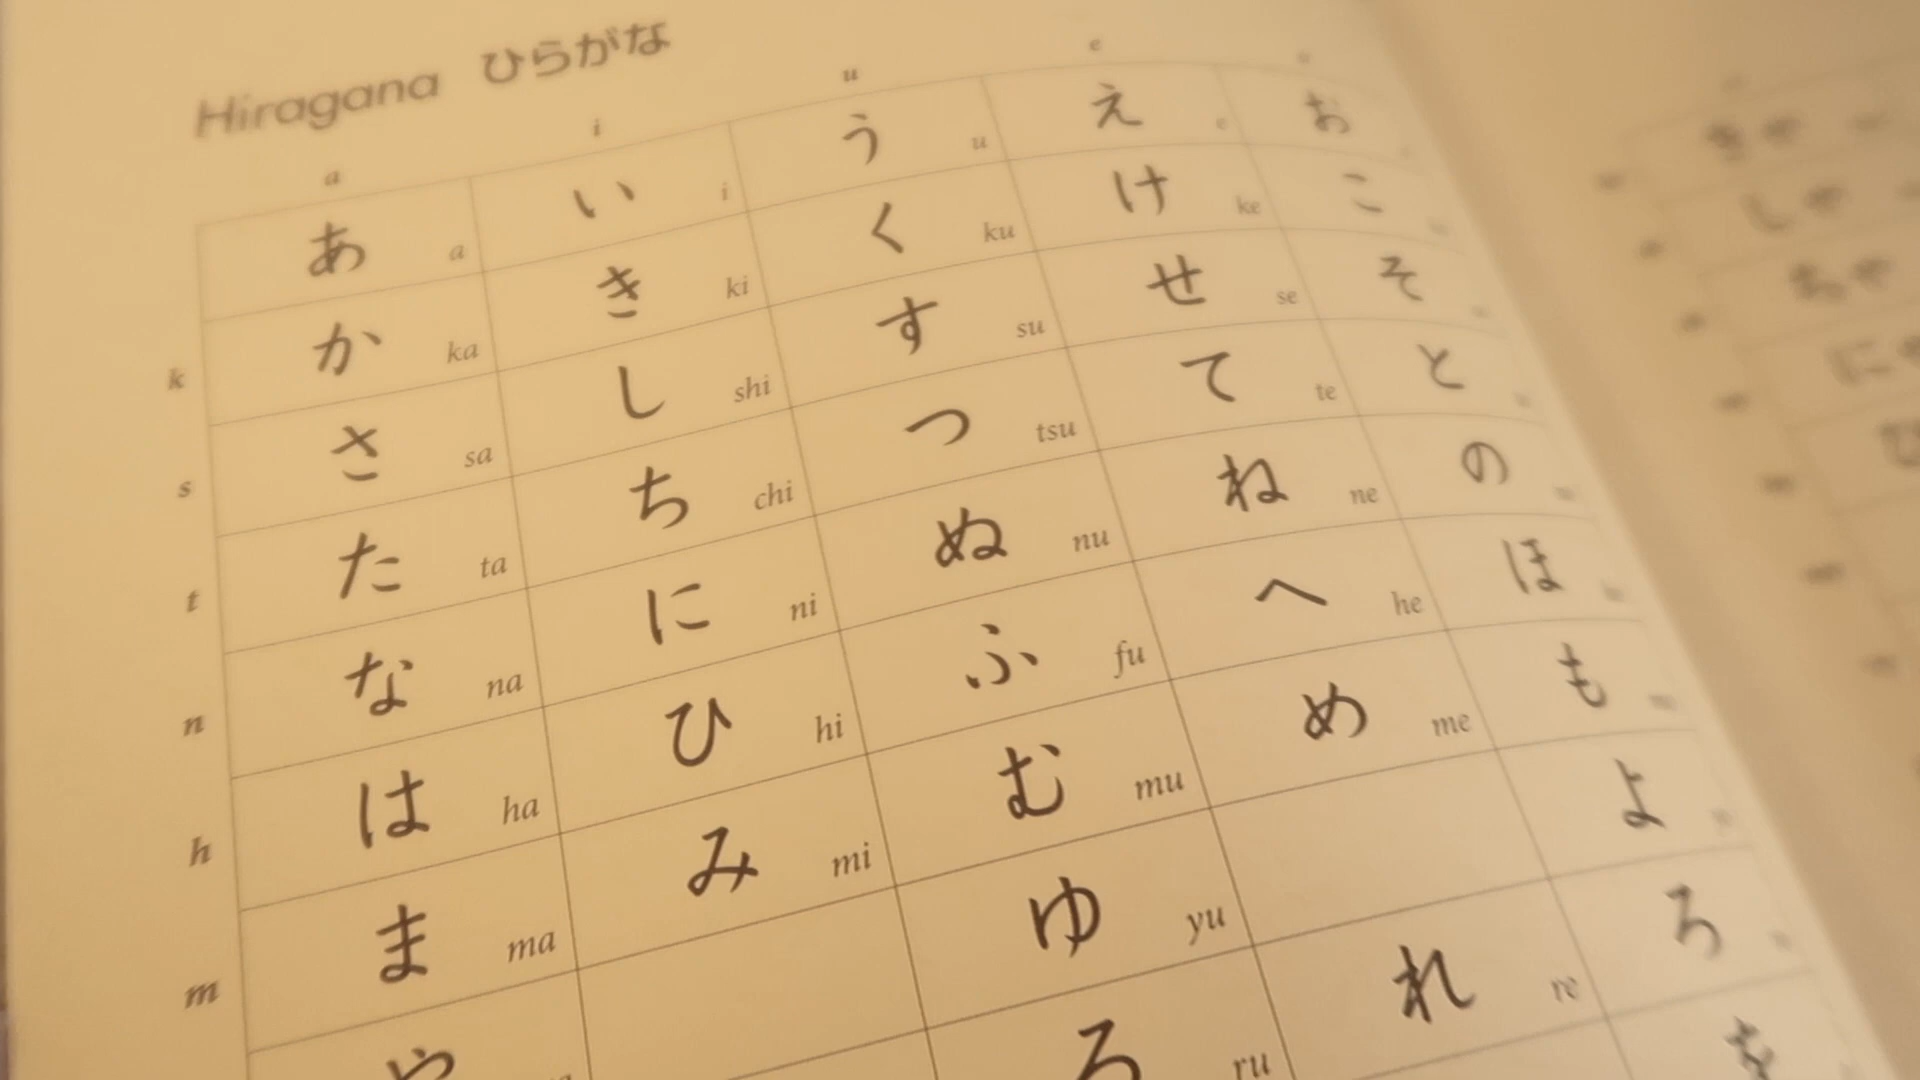 Hiragana ひらがな
a i u e
あ a い i う u え e お
k か ka き ki く ku け ke こ
s さ sa し shi す su せ se そ
t た ta ち chi つ tsu て te と
n な na に ni ぬ nu ね ne の
h は ha ひ hi ふ fu へ he ほ
m ま ma み mi む mu め me も
や ゆ yu よ
る ru れ re ろ
を